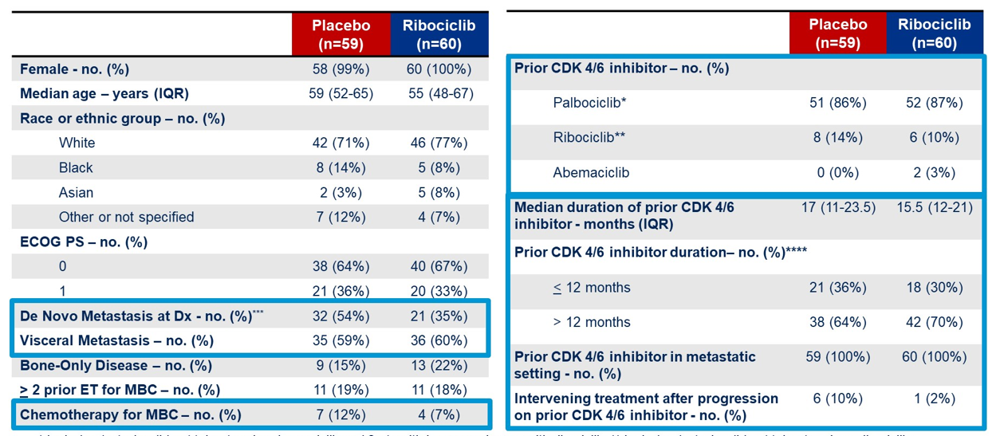 Placebo (n=59) Ribociclib (n=60)
Female - no. (%) 58 (99%) 60 (100%)
Median age – years (IQR) 59 (52-65) 55 (48-67)
Race or ethnic group – no. (%)
White 42 (71%) 46 (77%)
Black 8 (14%) 5 (8%)
Asian 2 (3%) 5 (8%)
Other or not specified 7 (12%) 4 (7%)
ECOG PS – no. (%)
0 38 (64%) 40 (67%)
1 21 (36%) 20 (33%)
De Novo Metastasis at Dx - no. (%)*** 32 (54%) 21 (35%)
Visceral Metastasis – no. (%) 35 (59%) 36 (60%)
Bone-Only Disease – no. (%) 9 (15%) 13 (22%)
≥ 2 prior ET for MBC – no. (%) 11 (19%) 11 (18%)
Chemotherapy for MBC – no. (%) 7 (12%) 4 (7%)
Placebo (n=59) Ribociclib (n=60)
Prior CDK 4/6 inhibitor – no. (%)
Palbociclib* 51 (86%) 52 (87%)
Ribociclib** 8 (14%) 6 (10%)
Abemaciclib 0 (0%) 2 (3%)
Median duration of prior CDK 4/6 17 (11-23.5) 15.5 (12-21)
inhibitor - months (IQR)
Prior CDK 4/6 inhibitor duration– no. (%)****
≤ 12 months 21 (36%) 18 (30%)
> 12 months 38 (64%) 42 (70%)
Prior CDK 4/6 inhibitor in metastatic 59 (100%) 60 (100%)
setting - no. (%)
Intervening treatment after progression 6 (10%) 1 (2%)
on prior CDK 4/6 inhibitor - no. (%)